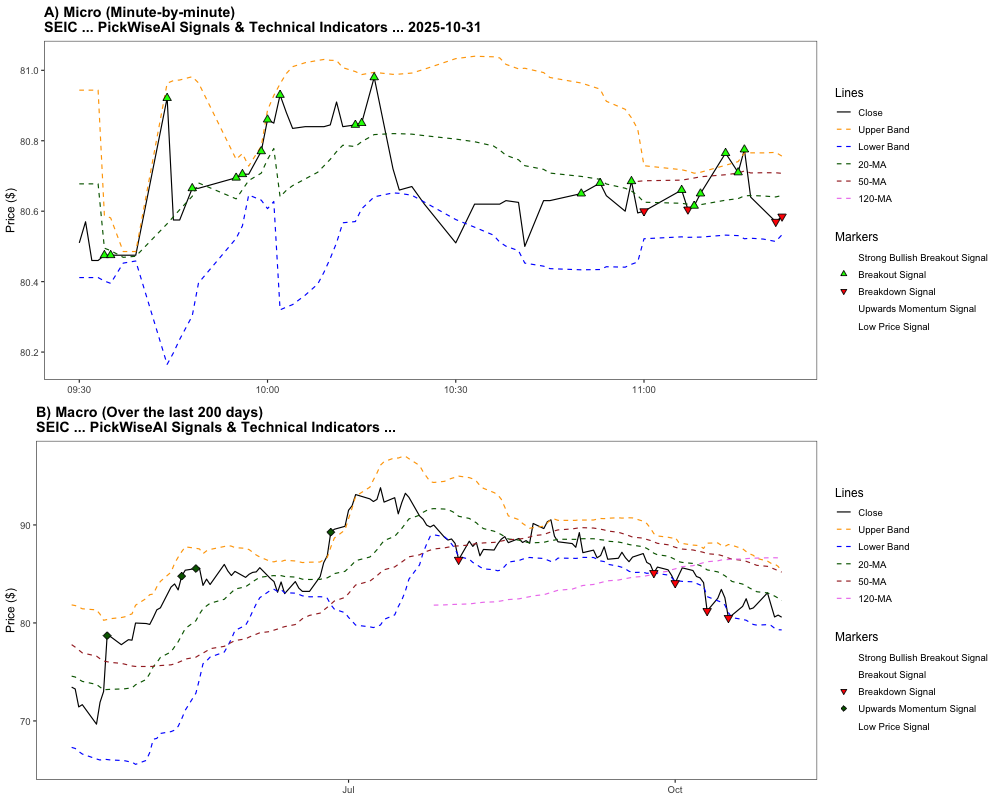 A) Micro (Minute-by-minute)
SEIC ... PickWiseAI Signals & Technical Indicators ... 2025-10-31
Price ($)
81.0
80.8
80.6
80.4
80.2
09:30
10:00
10:30
11:00
Lines
Close
Upper Band
Lower Band
20-MA
50-MA
120-MA
Markers
Strong Bullish Breakout Signal
Breakout Signal
Breakdown Signal
Upwards Momentum Signal
Low Price Signal
B) Macro (Over the last 200 days)
SEIC ... PickWiseAI Signals & Technical Indicators ...
Price ($)
90
80
70
Jul
Oct
Lines
Close
Upper Band
Lower Band
20-MA
50-MA
120-MA
Markers
Strong Bullish Breakout Signal
Breakout Signal
Breakdown Signal
Upwards Momentum Signal
Low Price Signal